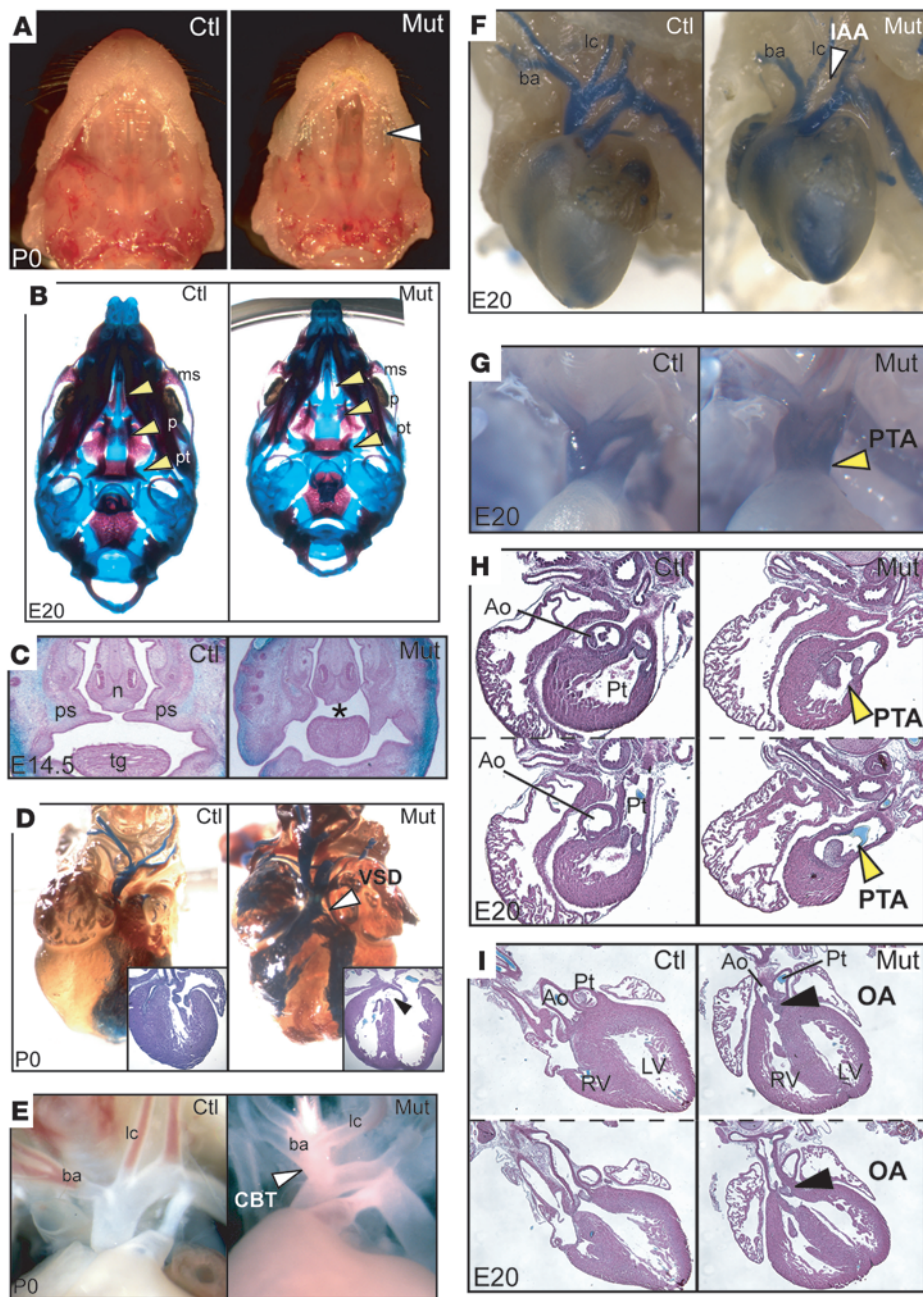 A Ctl Mut
P0
B Ctl Mut
ms ms
p p
pt pt
E20
C Ctl Mut
n
ps ps *
tg
E14.5
D Ctl Mut
VSD
P0
E Ctl Mut
lc lc
ba ba
CBT
P0
F Ctl lc IAA Mut
ba ba lc
E20
G Ctl Mut
PTA
E20
H Ctl Mut
Ao
Pt
PTA
Ao Pt
PTA
E20
I Ctl Mut
Pt Ao Pt
Ao OA
LV LV
RV RV
OA
E20